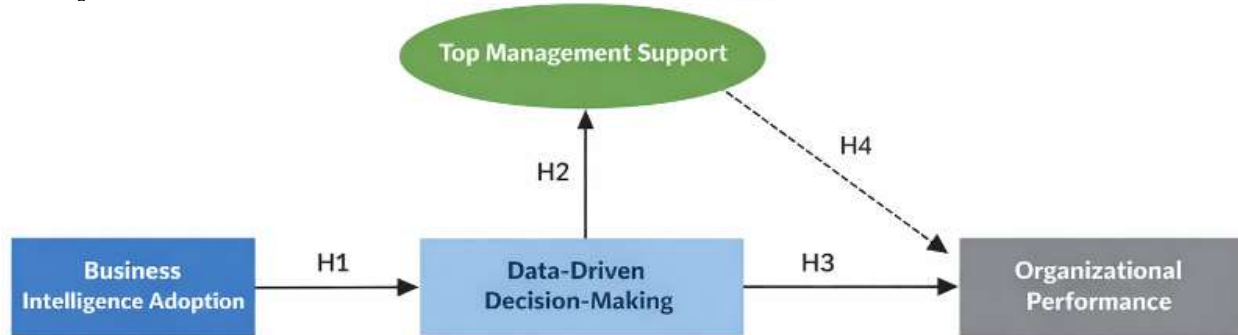 Top Management Support
H4
H2
Business
Intelligence Adoption
H1
Data-Driven
Decision-Making
H3
Organizational
Performance